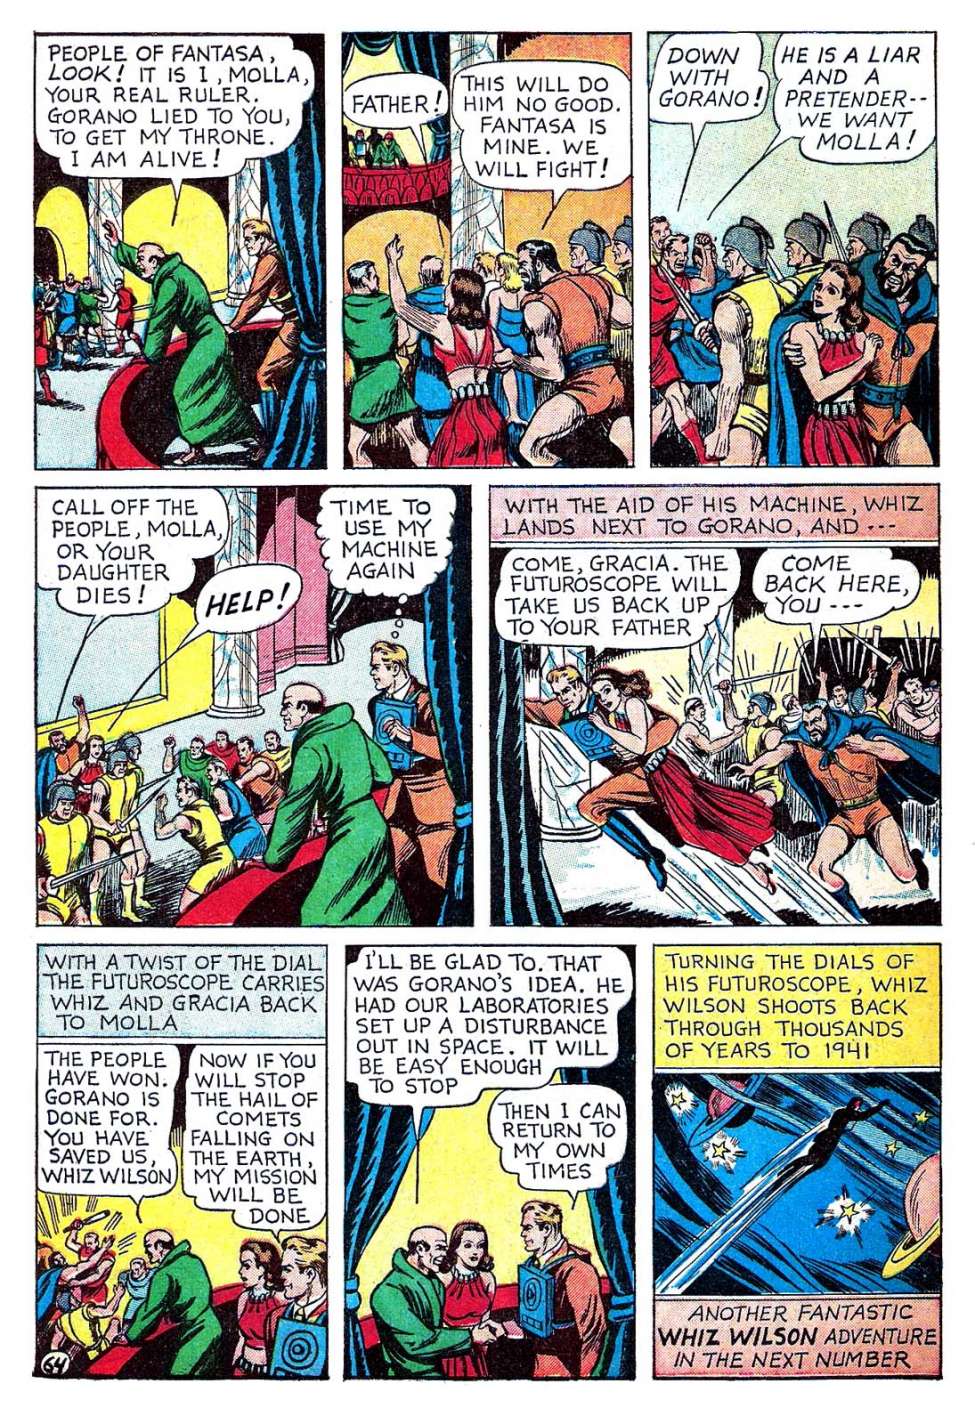 PEOPLE OF FANTASA,
LOOK! IT IS I, MOLLA,
YOUR REAL RULER.
GORANO LIED TO YOU,
TO GET MY THRONE.
I AM ALIVE!
FATHER!
THIS WILL DO
HIM NO GOOD.
FANTASA IS
MINE. WE
WILL FIGHT!
DOWN
WITH
GORANO!
HE IS A LIAR
AND A
PRETENDER--
WE WANT
MOLLA!
CALL OFF THE
PEOPLE, MOLLA,
OR YOUR
DAUGHTER
DIES!
HELP!
TIME TO
USE MY
MACHINE
AGAIN
WITH THE AID OF HIS MACHINE, WHIZ
LANDS NEXT TO GORANO, AND ---
COME, GRACIA. THE
FUTUROSCOPE WILL
TAKE US BACK UP
TO YOUR FATHER
COME
BACK HERE,
YOU ---
WITH A TWIST OF THE DIAL
THE FUTUROSCOPE CARRIES
WHIZ AND GRACIA BACK
TO MOLLA
THE PEOPLE
HAVE WON.
GORANO IS
DONE FOR.
YOU HAVE
SAVED US,
WHIZ WILSON
NOW IF YOU
WILL STOP
THE HAIL OF
COMETS
FALLING ON
THE EARTH,
MY MISSION
WILL BE
DONE
64
I'LL BE GLAD TO. THAT
WAS GORANO'S IDEA. HE
HAD OUR LABORATORIES
SET UP A DISTURBANCE
OUT IN SPACE. IT WILL
BE EASY ENOUGH
TO STOP
THEN I CAN
RETURN TO
MY OWN
TIMES
TURNING THE DIALS OF
HIS FUTUROSCOPE, WHIZ
WILSON SHOOTS BACK
THROUGH THOUSANDS
OF YEARS TO 1941
ANOTHER FANTASTIC
WHIZ WILSON ADVENTURE
IN THE NEXT NUMBER